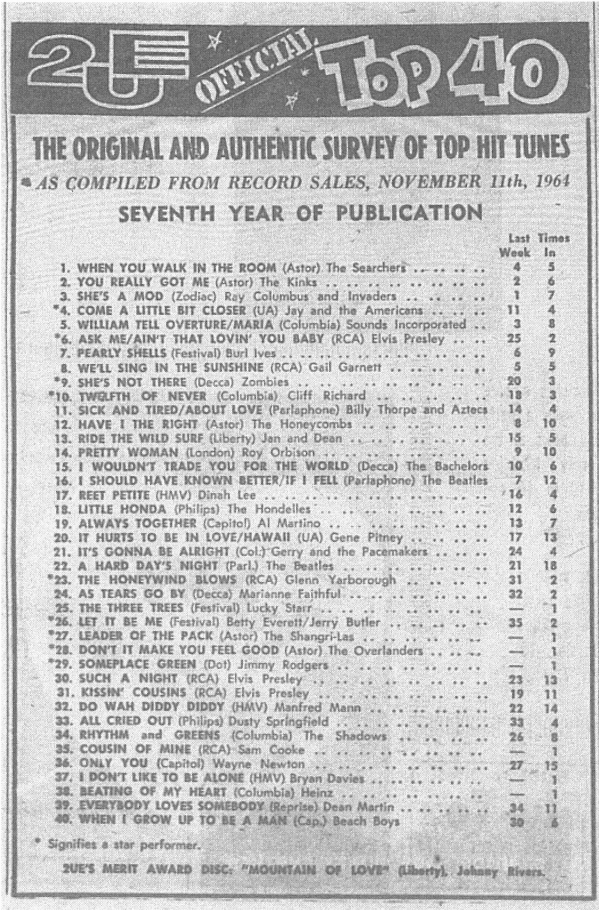 2UE OFFICIAL TOP 40
THE ORIGINAL AND AUTHENTIC SURVEY OF TOP HIT TUNES
* AS COMPILED FROM RECORD SALES, NOVEMBER 11th, 1964
SEVENTH YEAR OF PUBLICATION
Last Times
Week In
1. WHEN YOU WALK IN THE ROOM (Astor) The Searchers .. .. .. .. 4 5
2. YOU REALLY GOT ME (Astor) The Kinks .. .. .. .. .. .. .. 2 6
3. SHE'S A MOD (Zodiac) Ray Columbus and Invaders .. .. .. .. 1 7
*4. COME A LITTLE BIT CLOSER (UA) Jay and the Americans .. .. .. 11 4
5. WILLIAM TELL OVERTURE/MARIA (Columbia) Sounds Incorporated .. 3 8
*6. ASK ME/AIN'T THAT LOVIN' YOU BABY (RCA) Elvis Presley .. .. 25 2
7. PEARLY SHELLS (Festival) Burl Ives .. .. .. .. .. .. .. .. 6 9
8. WE'LL SING IN THE SUNSHINE (RCA) Gail Garnett .. .. .. .. .. 5 5
*9. SHE'S NOT THERE (Decca) Zombies .. .. .. .. .. .. .. .. 20 3
*10. TWELFTH OF NEVER (Columbia) Cliff Richard .. .. .. .. .. 18 3
11. SICK AND TIRED/ABOUT LOVE (Parlaphone) Billy Thorpe and Aztecs 14 4
12. HAVE I THE RIGHT (Astor) The Honeycombs .. .. .. .. .. .. 8 10
13. RIDE THE WILD SURF (Liberty) Jan and Dean .. .. .. .. .. 15 5
14. PRETTY WOMAN (London) Roy Orbison .. .. .. .. .. .. .. 9 10
15. I WOULDN'T TRADE YOU FOR THE WORLD (Decca) The Bachelors 10 6
16. I SHOULD HAVE KNOWN BETTER/IF I FELL (Parlaphone) The Beatles 7 12
17. REET PETITE (HMV) Dinah Lee .. .. .. .. .. .. .. .. .. 16 4
18. LITTLE HONDA (Philips) The Hondelles .. .. .. .. .. .. .. 12 6
19. ALWAYS TOGETHER (Capitol) Al Martino .. .. .. .. .. .. .. 13 7
20. IT HURTS TO BE IN LOVE/HAWAII (UA) Gene Pitney .. .. .. .. 17 13
21. IT'S GONNA BE ALRIGHT (Col.) Gerry and the Pacemakers .. .. .. 24 4
22. A HARD DAY'S NIGHT (Parl.) The Beatles .. .. .. .. .. .. .. 21 18
*23. THE HONEYWIND BLOWS (RCA) Glenn Yarborough .. .. .. .. 31 2
24. AS TEARS GO BY (Decca) Marianne Faithful .. .. .. .. .. .. 32 2
25. THE THREE TREES (Festival) Lucky Starr .. .. .. .. .. .. .. — 1
*26. LET IT BE ME (Festival) Betty Everett/Jerry Butler .. .. .. .. 35 2
*27. LEADER OF THE PACK (Astor) The Shangri-Las .. .. .. .. .. — 1
*28. DON'T IT MAKE YOU FEEL GOOD (Astor) The Overlanders .. .. — 1
*29. SOMEPLACE GREEN (Dot) Jimmy Rodgers .. .. .. .. .. .. — 1
30. SUCH A NIGHT (RCA) Elvis Presley .. .. .. .. .. .. .. .. 23 13
31. KISSIN' COUSINS (RCA) Elvis Presley .. .. .. .. .. .. .. .. 19 11
32. DO WAH DIDDY DIDDY (HMV) Manfred Mann .. .. .. .. .. 22 14
33. ALL CRIED OUT (Philips) Dusty Springfield .. .. .. .. .. .. 33 4
34. RHYTHM and GREENS (Columbia) The Shadows .. .. .. .. .. 26 8
35. COUSIN OF MINE (RCA) Sam Cooke .. .. .. .. .. .. .. — 1
36. ONLY YOU (Capitol) Wayne Newton .. .. .. .. .. .. .. .. 27 15
37. I DON'T LIKE TO BE ALONE (HMV) Bryan Davies .. .. .. .. — 1
38. BEATING OF MY HEART (Columbia) Heinz .. .. .. .. .. .. — 1
39. EVERYBODY LOVES SOMEBODY (Reprise) Dean Martin .. .. .. .. 34 11
40. WHEN I GROW UP TO BE A MAN (Cap.) Beach Boys .. .. .. 30 6
* Signifies a star performer.
2UE'S MERIT AWARD DISC: "MOUNTAIN OF LOVE" (Liberty), Johnny Rivers.